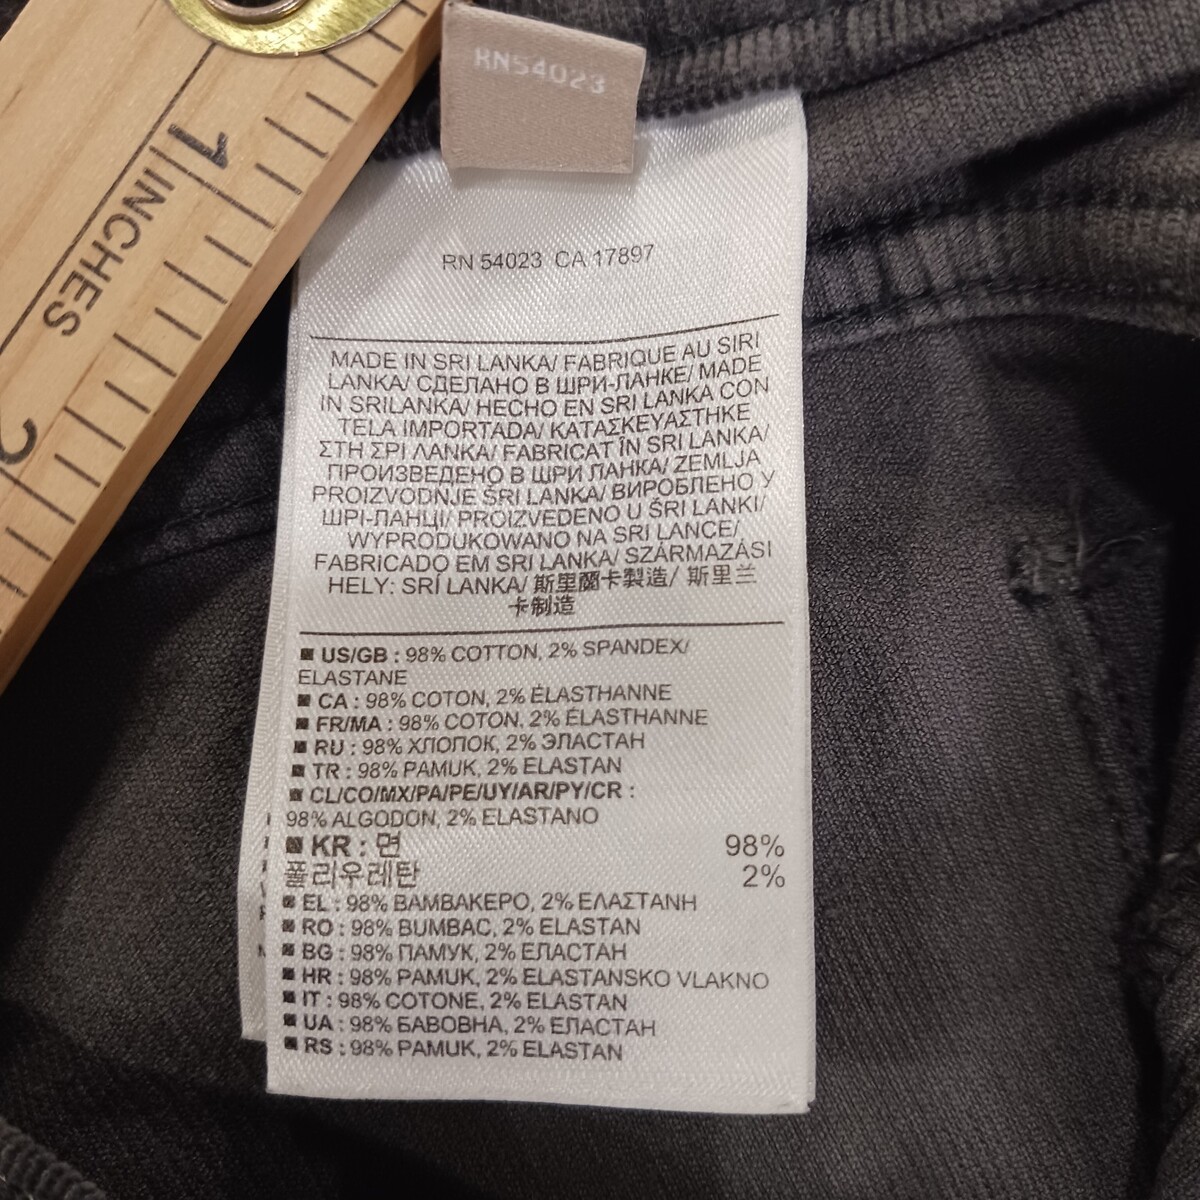 RN54023
1
INCHES
2
RN 54023 CA 17897
MADE IN SRI LANKA/ FABRIQUE AU SIRI
LANKA/ СДЕЛАНО В ШРИ-ЛАНКЕ/ MADE
IN SRILANKA/ HECHO EN SRI LANKA CON
TELA IMPORTADA/ ΚΑΤΑΣΚΕΥΑΣΤΗΚΕ
ΣΤΗ ΣΡΙ ΛΑΝΚΑ/ FABRICAT ÎN SRI LANKA/
ПРОИЗВЕДЕНО В ШРИ ЛАНКА/ ZEMLJA
PROIZVODNJE ŠRI LANKA/ ВИРОБЛЕНО У
ШРІ-ЛАНЦІ/ PROIZVEDENO U ŠRI LANKI/
WYPRODUKOWANO NA SRI LANCE/
FABRICADO EM SRI LANKA/ SZÁRMAZÁSI
HELY: SRÍ LANKA/ 斯里蘭卡製造/ 斯里兰
卡制造
■ US/GB : 98% COTTON, 2% SPANDEX/
ELASTANE
■ CA : 98% COTON, 2% ÉLASTHANNE
■ FR/MA : 98% COTON, 2% ÉLASTHANNE
■ RU : 98% ХЛОПОК, 2% ЭЛАСТАН
■ TR : 98% PAMUK, 2% ELASTAN
■ CL/CO/MX/PA/PE/UY/AR/PY/CR :
98% ALGODON, 2% ELASTANO
■ KR : 면 98%
폴리우레탄 2%
■ EL : 98% ΒΑΜΒΑΚΕΡΟ, 2% ΕΛΑΣΤΑΝΗ
■ RO : 98% BUMBAC, 2% ELASTAN
■ BG : 98% ПАМУК, 2% ЕЛАСТАН
■ HR : 98% PAMUK, 2% ELASTANSKO VLAKNO
■ IT : 98% COTONE, 2% ELASTAN
■ UA : 98% БАВОВНА, 2% ЕЛАСТАН
■ RS : 98% PAMUK, 2% ELASTAN